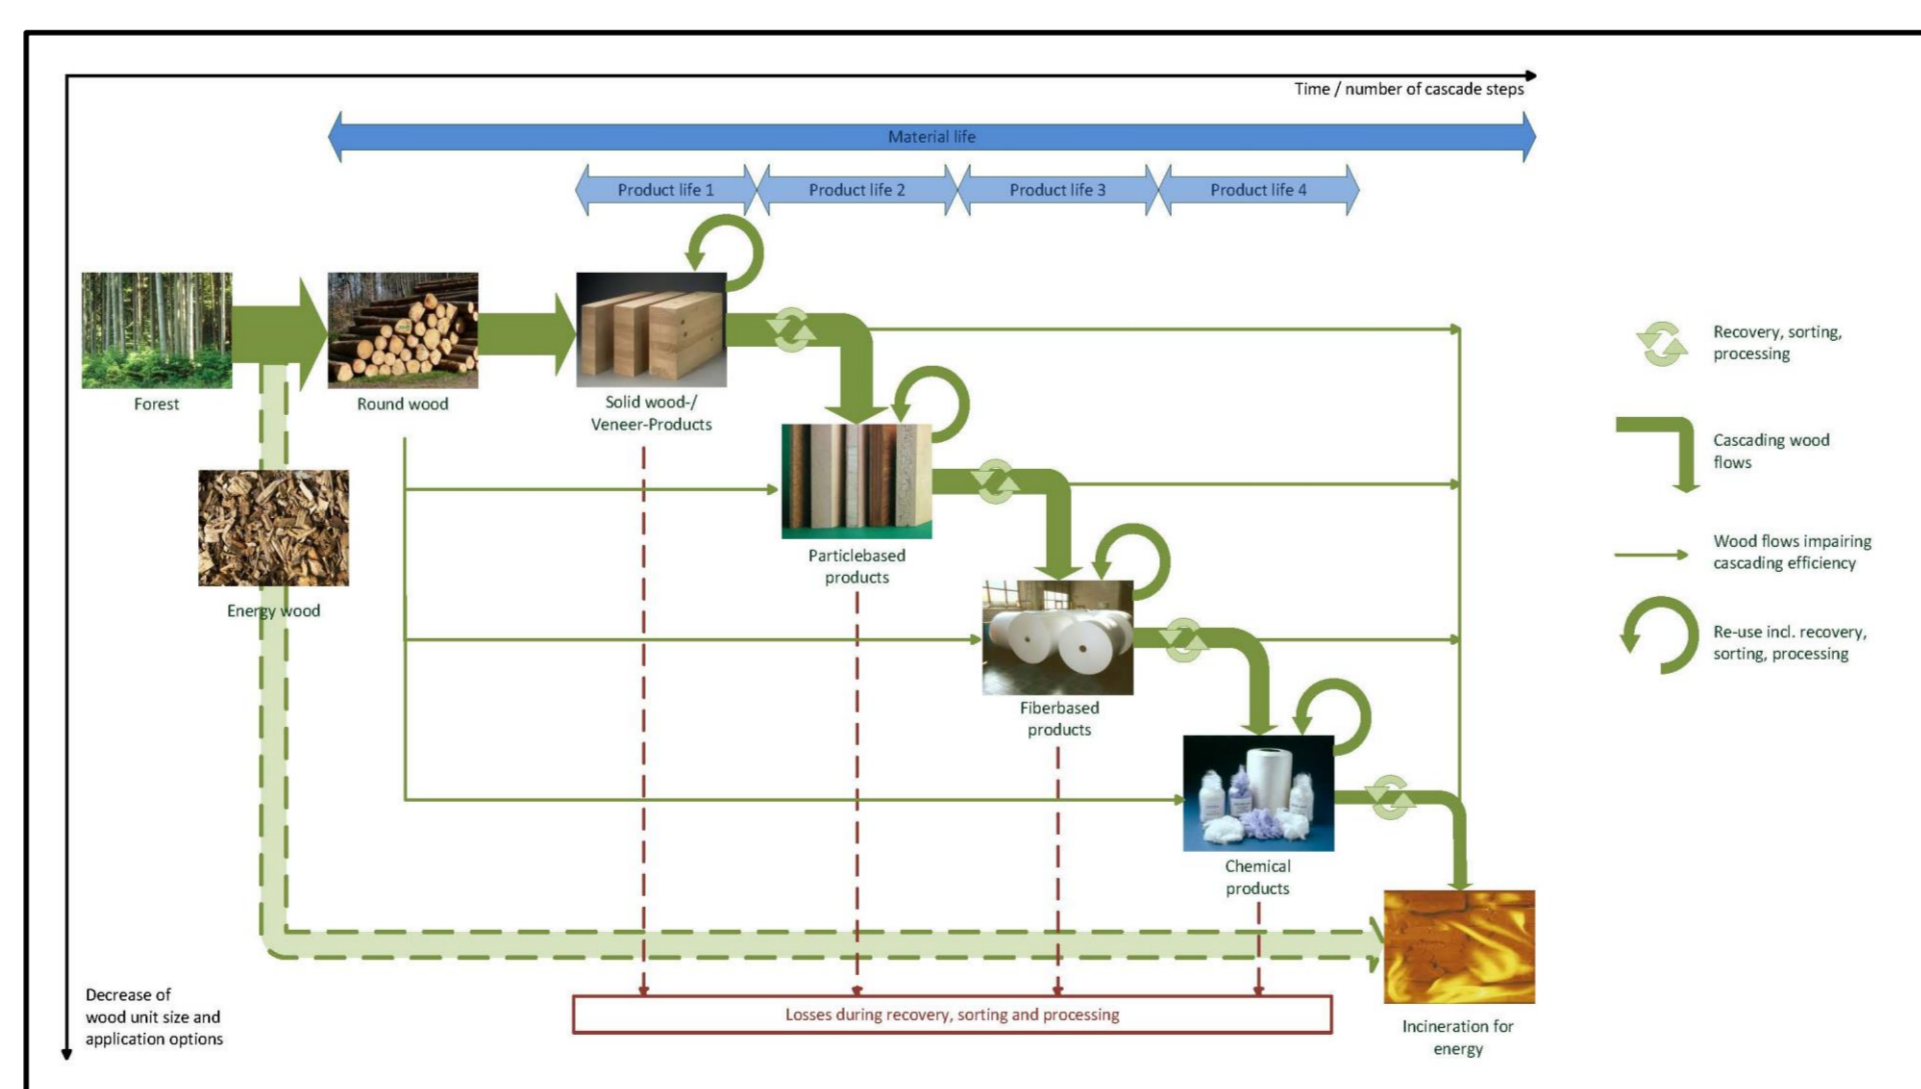 Time / number of cascade steps
Material life
Product life 1
Product life 2
Product life 3
Product life 4
Forest
Round wood
Solid wood-/
Veneer-Products
Energy wood
Particlebased
products
Fiberbased
products
Chemical
products
Incineration for
energy
Losses during recovery, sorting and processing
Decrease of
wood unit size and
application options
Recovery, sorting,
processing
Cascading wood
flows
Wood flows impairing
cascading efficiency
Re-use incl. recovery,
sorting, processing